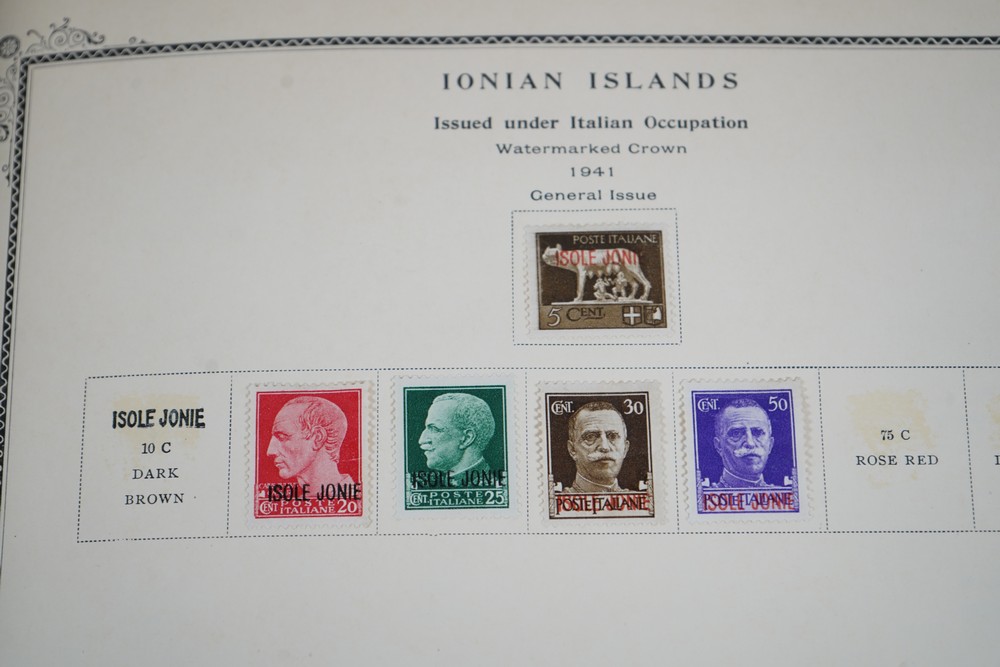 IONIAN ISLANDS
Issued under Italian Occupation
Watermarked Crown
1941
General Issue
POSTE ITALIANE
ISOLE JONIE
5 CENT.
ISOLE JONIE
10 C
DARK
BROWN
ISOLE JONIE
CENT POSTE ITALIANE 20
ISOLE JONIE
CENT POSTE ITALIANE 25
CENT. 30
POSTE ITALIANE
CENT. 50
ISOLE JONIE
75 C
ROSE RED